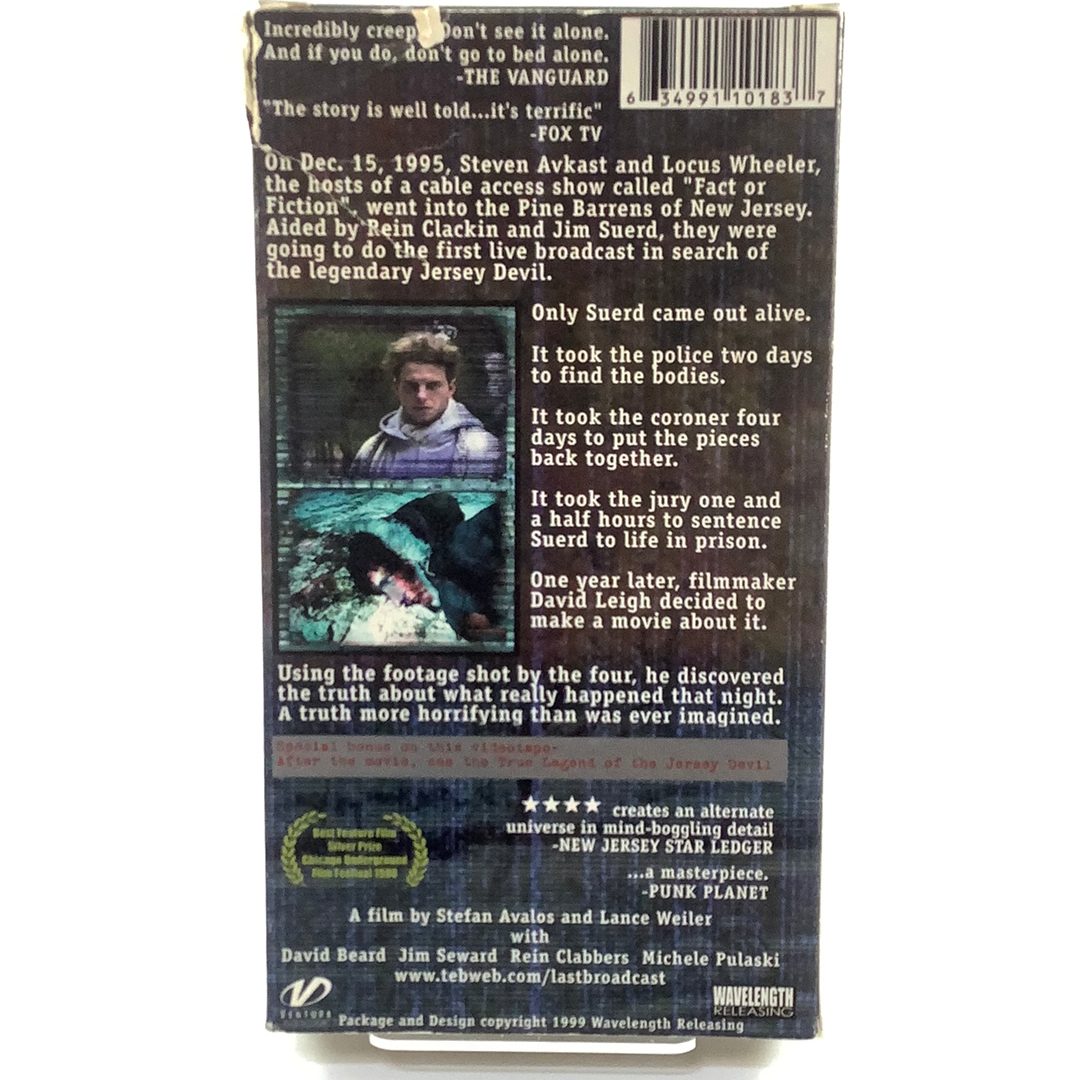 Incredibly creep Don't see it alone.
And if you do, don't go to bed alone.
-THE VANGUARD
6 34991 10183 7
"The story is well told...it's terrific"
-FOX TV
On Dec. 15, 1995, Steven Avkast and Locus Wheeler,
the hosts of a cable access show called "Fact or
Fiction", went into the Pine Barrens of New Jersey.
Aided by Rein Clackin and Jim Suerd, they were
going to do the first live broadcast in search of
the legendary Jersey Devil.
Only Suerd came out alive.
It took the police two days
to find the bodies.
It took the coroner four
days to put the pieces
back together.
It took the jury one and
a half hours to sentence
Suerd to life in prison.
One year later, filmmaker
David Leigh decided to
make a movie about it.
Using the footage shot by the four, he discovered
the truth about what really happened that night.
A truth more horrifying than was ever imagined.
Special bonus on this videotape-
After the movie, see the True Legend of the Jersey Devil
★★★★ creates an alternate
universe in mind-boggling detail
-NEW JERSEY STAR LEDGER
Best Feature Film
Silver Prize
Chicago Underground
Film Festival
...a masterpiece.
-PUNK PLANET
A film by Stefan Avalos and Lance Weiler
with
David Beard Jim Seward Rein Clabbers Michele Pulaski
www.tebweb.com/lastbroadcast
WAVELENGTH
RELEASING
Package and Design copyright 1999 Wavelength Releasing